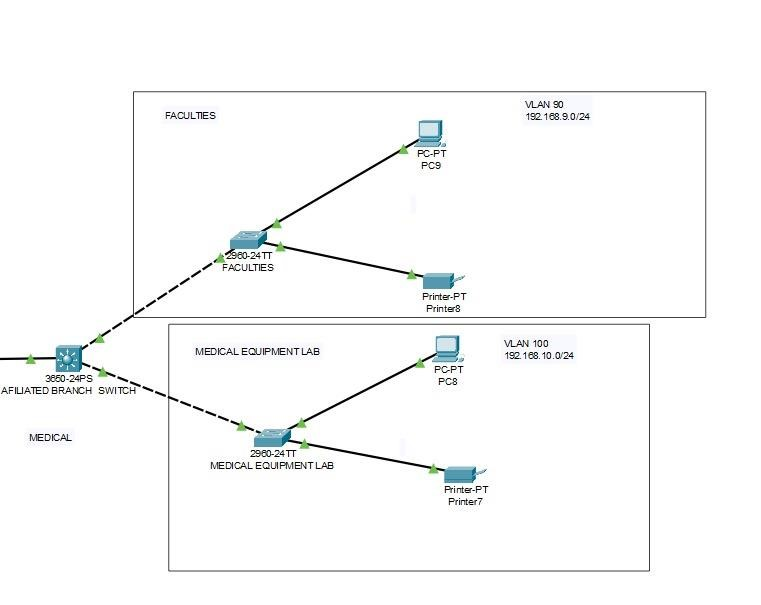 FACULTIES
VLAN 90
192.168.9.0/24
PC-PT
PC9
2960-24TT
FACULTIES
Printer-PT
Printer8
3650-24PS
AFILIATED BRANCH SWITCH
MEDICAL
MEDICAL EQUIPMENT LAB
VLAN 100
192.168.10.0/24
PC-PT
PC8
2960-24TT
MEDICAL EQUIPMENT LAB
Printer-PT
Printer7